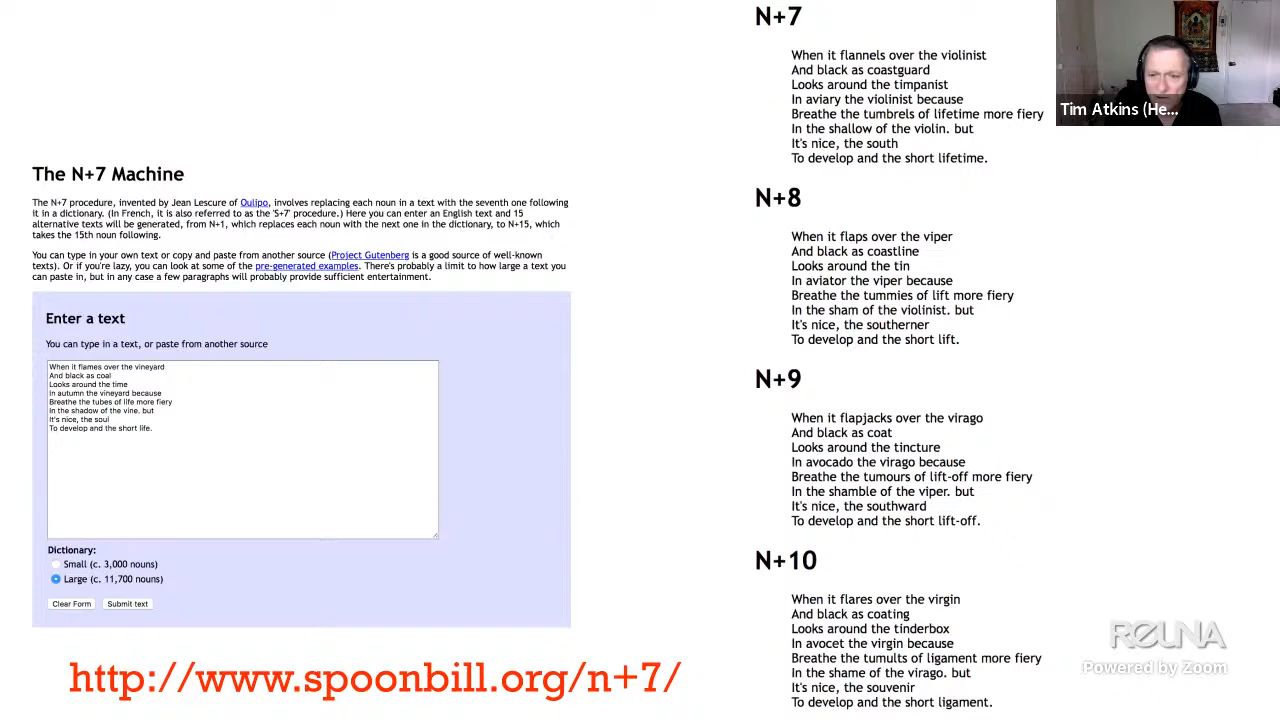 The N+7 Machine
The N+7 procedure, invented by Jean Lescure of Oulipo, involves replacing each noun in a text with the seventh one following
it in a dictionary. (In French, it is also referred to as the 'S+7' procedure.) Here you can enter an English text and 15
alternative texts will be generated, from N+1, which replaces each noun with the next one in the dictionary, to N+15, which
takes the 15th noun following.
You can type in your own text or copy and paste from another source (Project Gutenberg is a good source of well-known
texts). Or if you're lazy, you can look at some of the pre-generated examples. There's probably a limit to how large a text you
can paste in, but in any case a few paragraphs will probably provide sufficient entertainment.
Enter a text
You can type in a text, or paste from another source
When it flames over the vineyard
And black as coal
Looks around the time
In autumn the vineyard because
Breathe the tubes of life more fiery
In the shadow of the vine. but
It's nice, the soul
To develop and the short life.
Dictionary:
Small (c. 3,000 nouns)
Large (c. 11,700 nouns)
Clear Form Submit text
http://www.spoonbill.org/n+7/
N+7
When it flannels over the violinist
And black as coastguard
Looks around the timpanist
In aviary the violinist because
Breathe the tumbrels of lifetime more fiery
In the shallow of the violin. but
It's nice, the south
To develop and the short lifetime.
N+8
When it flaps over the viper
And black as coastline
Looks around the tin
In aviator the viper because
Breathe the tummies of lift more fiery
In the sham of the violinist. but
It's nice, the southerner
To develop and the short lift.
N+9
When it flapjacks over the virago
And black as coat
Looks around the tincture
In avocado the virago because
Breathe the tumours of lift-off more fiery
In the shamble of the viper. but
It's nice, the southward
To develop and the short lift-off.
N+10
When it flares over the virgin
And black as coating
Looks around the tinderbox
In avocet the virgin because
Breathe the tumults of ligament more fiery
In the shame of the virago. but
It's nice, the souvenir
To develop and the short ligament.
Tim Atkins (He...
RELINA
Powered by Zoom